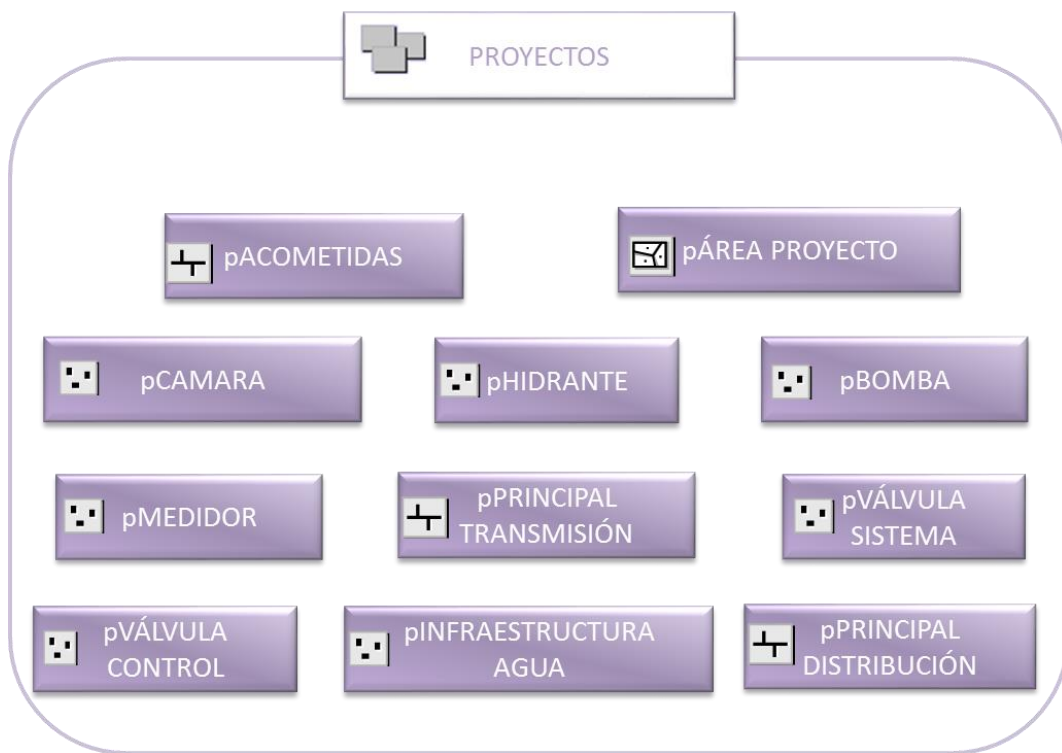 PROYECTOS
pACOMETIDAS
pÁREA PROYECTO
pCAMARA
pHIDRANTE
pBOMBA
pMEDIDOR
pPRINCIPAL
TRANSMISIÓN
pVÁLVULA
SISTEMA
pVÁLVULA
CONTROL
pINFRAESTRUCTURA
AGUA
pPRINCIPAL
DISTRIBUCIÓN